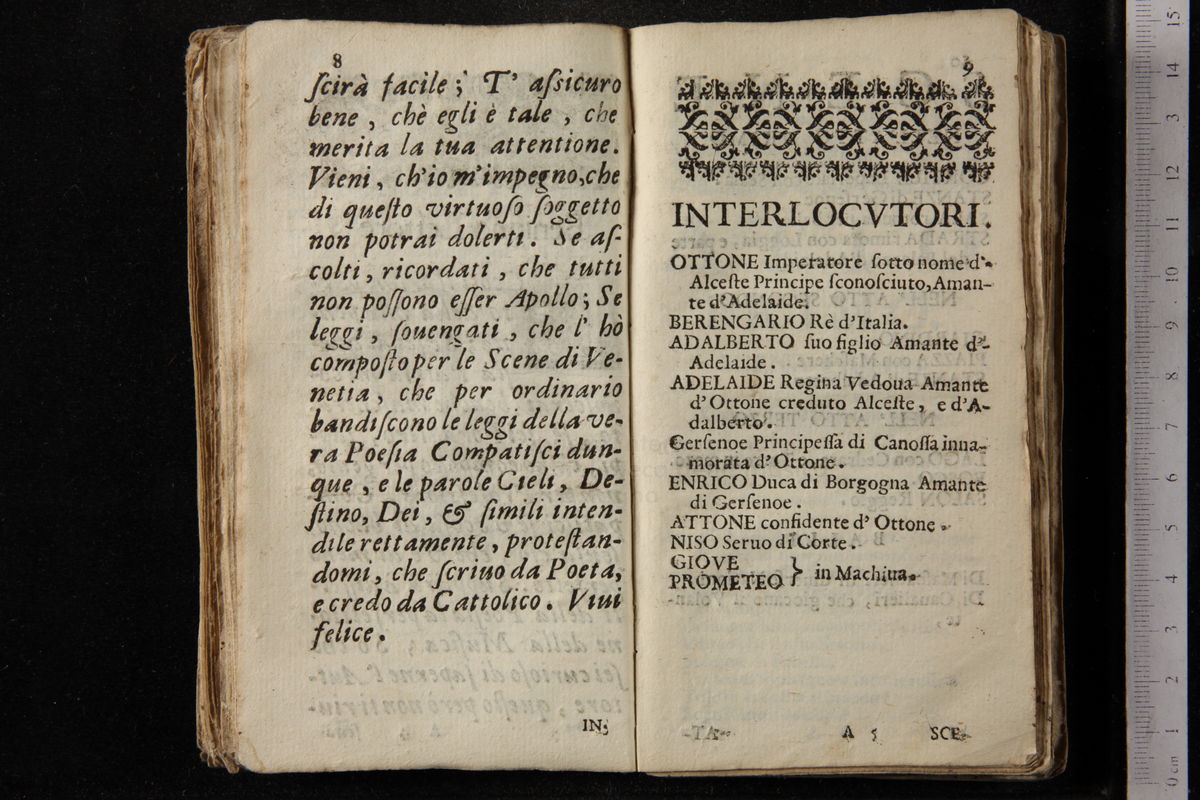 8
ſcirà facile; T' aſsicuro
bene, chè egli è tale, che
merita la tua attentione.
Vieni, ch'io m'impegno, che
di queſto virtuoſo ſoggetto
non potrai dolerti. Se aſ-
colti, ricordati, che tutti
non poſſono eſſer Apollo; Se
leggi, ſouengati, che l' hò
compoſto per le Scene di Ve-
netia, che per ordinario
bandiſcono le leggi della ve-
ra Poeſia Compatiſci dun-
que, e le parole Cieli, De-
ſtino, Dei, & ſimili inten-
dile rettamente, proteſtan-
domi, che ſcriuo da Poeta,
e credo da Cattolico. Viui
felice.
IN;
9
INTERLOCVTORI.
OTTONE Imperatore ſotto nome d'
Alceſte Principe ſconoſciuto, Aman-
te d'Adelaide.
BERENGARIO Rè d'Italia.
ADALBERTO ſuo figlio Amante d'
Adelaide.
ADELAIDE Regina Vedoua Amante
d'Ottone creduto Alceſte, e d'A-
dalberto.
Gerſenoe Principeſſa di Canoſſa inna-
morata d'Ottone.
ENRICO Duca di Borgogna Amante
di Gerſenoe.
ATTONE confidente d' Ottone.
NISO Seruo di Corte.
GIOVE
PROMETEO } in Machina.
A 5 SCE-